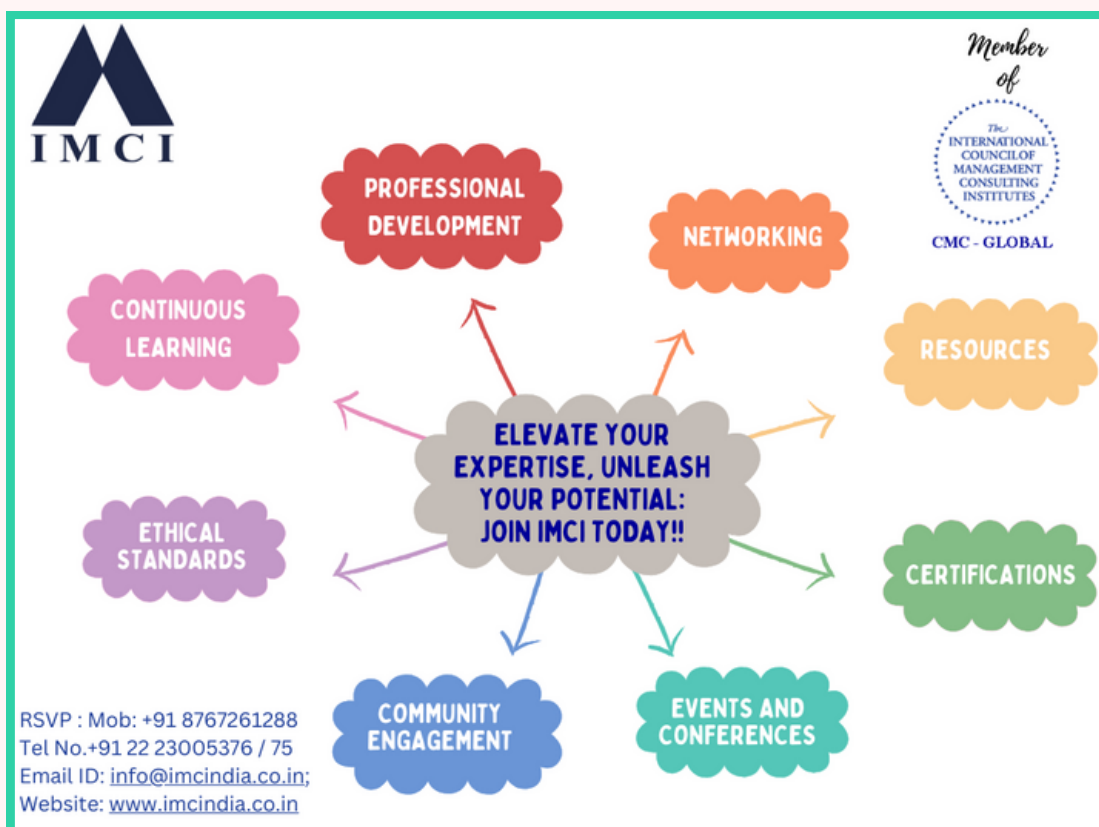 IMCI
Member
of
The
INTERNATIONAL
COUNCILOF
MANAGEMENT
CONSULTING
INSTITUTES
CMC - GLOBAL
PROFESSIONAL
DEVELOPMENT
NETWORKING
CONTINUOUS
LEARNING
RESOURCES
ELEVATE YOUR
EXPERTISE, UNLEASH
YOUR POTENTIAL:
JOIN IMCI TODAY!!
ETHICAL
STANDARDS
CERTIFICATIONS
COMMUNITY
ENGAGEMENT
EVENTS AND
CONFERENCES
RSVP : Mob: +91 8767261288
Tel No.+91 22 23005376 / 75
Email ID: info@imcindia.co.in;
Website: www.imcindia.co.in